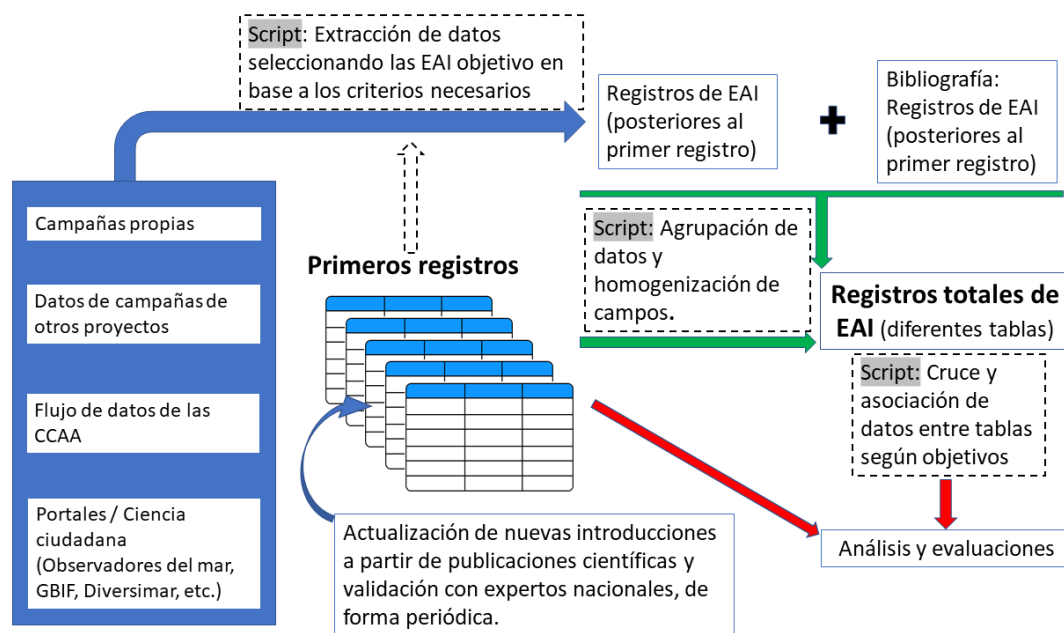 Script: Extracción de datos
seleccionando las EAI objetivo en
base a los criterios necesarios
Registros de EAI
(posteriores al
primer registro)
Bibliografía:
Registros de EAI
(posteriores al
primer registro)
Campañas propias
Datos de campañas de
otros proyectos
Flujo de datos de las
CCAA
Portales / Ciencia
ciudadana
(Observadores del mar,
GBIF, Diversimar, etc.)
Primeros registros
Script: Agrupación de
datos y
homogenización de
campos.
Registros totales de
EAI (diferentes tablas)
Script: Cruce y
asociación de
datos entre tablas
según objetivos
Actualización de nuevas introducciones
a partir de publicaciones científicas y
validación con expertos nacionales, de
forma periódica.
Análisis y evaluaciones